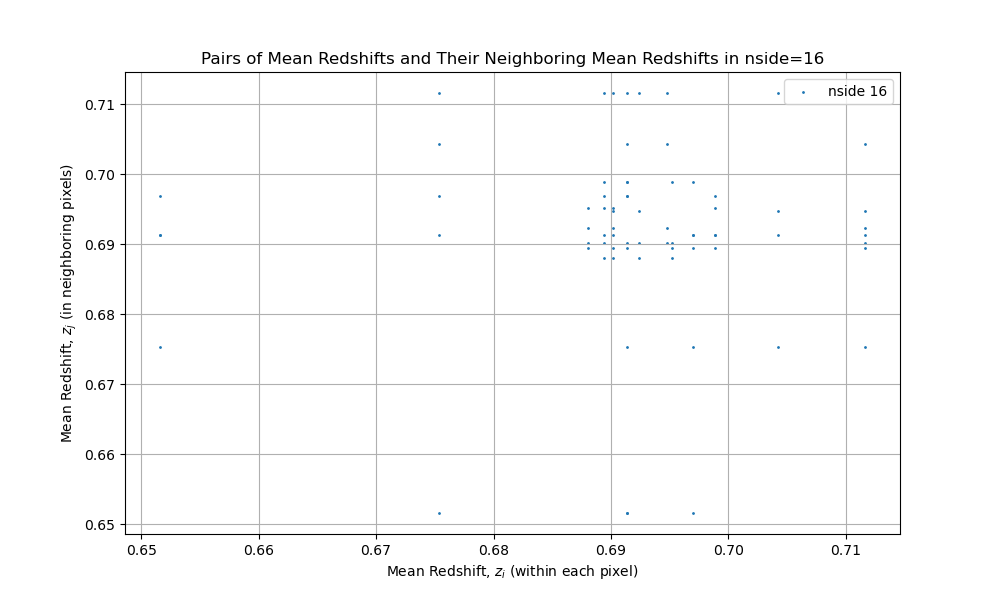 Pairs of Mean Redshifts and Their Neighboring Mean Redshifts in nside=16
nside 16
Mean Redshift, z_j (in neighboring pixels)
0.71
0.70
0.69
0.68
0.67
0.66
0.65
0.65 0.66 0.67 0.68 0.69 0.70 0.71
Mean Redshift, z_i (within each pixel)